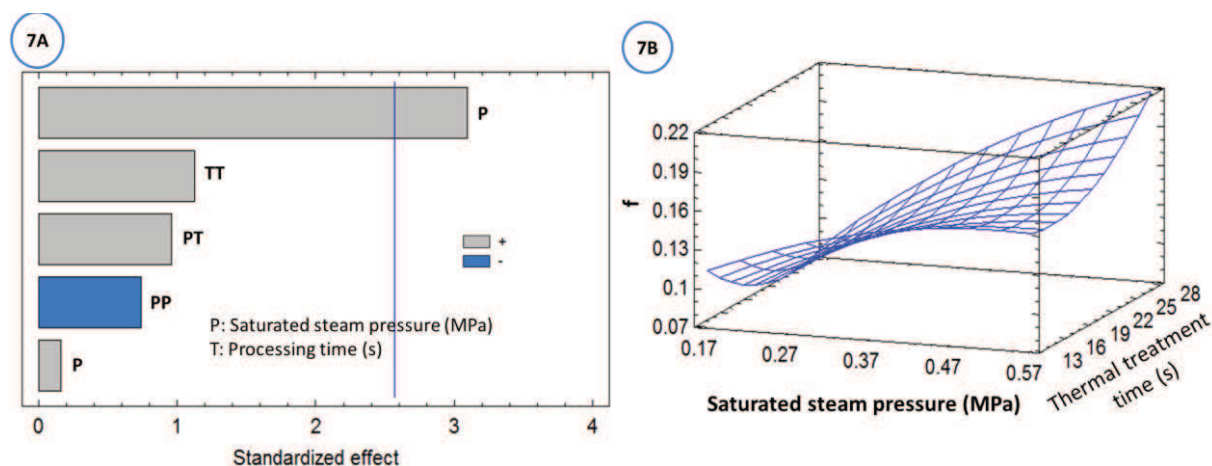 7A
P
TT
PT
PP
P
+
-
P: Saturated steam pressure (MPa)
T: Processing time (s)
0 1 2 3 4
Standardized effect
7B
0.22
0.19
0.16
0.13
0.1
0.07
f
0.17 0.27 0.37 0.47 0.57
Saturated steam pressure (MPa)
13 16 19 22 25 28
Thermal treatment
time (s)